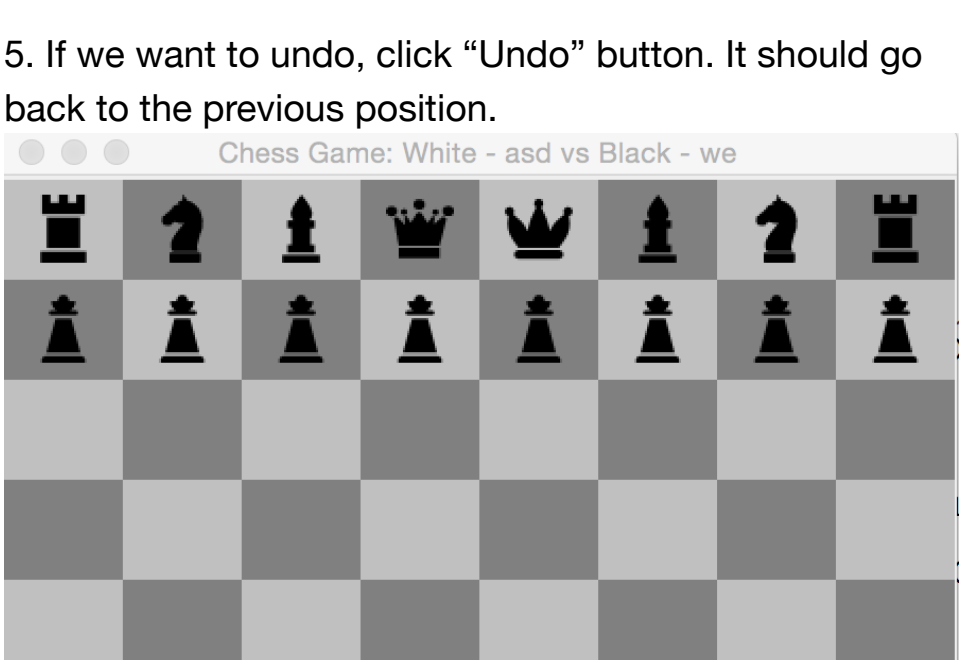 5. If we want to undo, click “Undo” button. It should go
back to the previous position.
Chess Game: White - asd vs Black - we